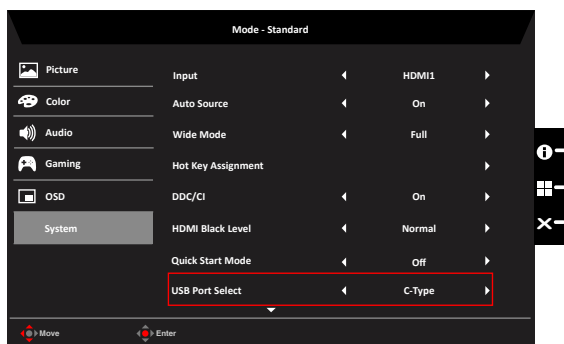 Mode - Standard
Picture
Color
Audio
Gaming
OSD
System
Input HDMI1
Auto Source On
Wide Mode Full
Hot Key Assignment
DDC/CI On
HDMI Black Level Normal
Quick Start Mode Off
USB Port Select C-Type
Move Enter